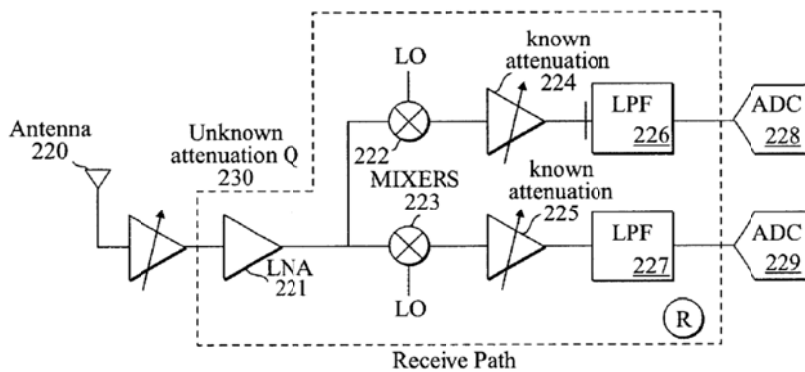 LO
known
attenuation
224
LPF
226
ADC
228
Antenna
220
Unknown
attenuation Q
230
222
MIXERS
223
known
attenuation
225
LPF
227
ADC
229
LNA
221
LO
R
Receive Path